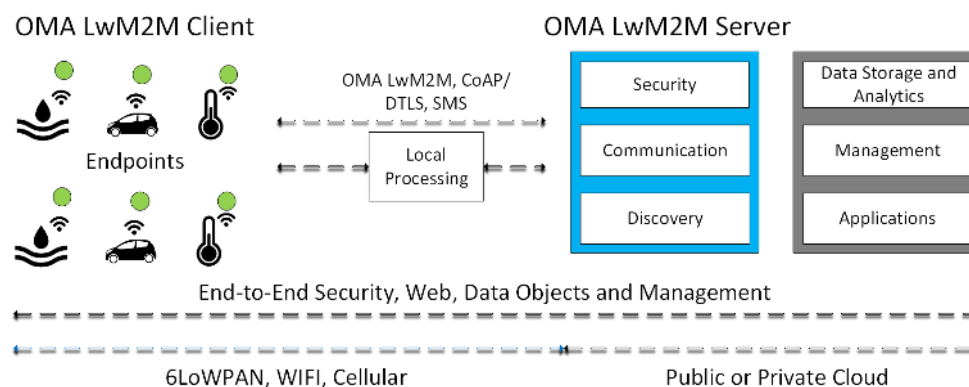 OMA LwM2M Client
OMA LwM2M Server
OMA LwM2M, CoAP/
DTLS, SMS
Endpoints
Local
Processing
Security
Communication
Discovery
Data Storage and
Analytics
Management
Applications
End-to-End Security, Web, Data Objects and Management
6LoWPAN, WIFI, Cellular
Public or Private Cloud